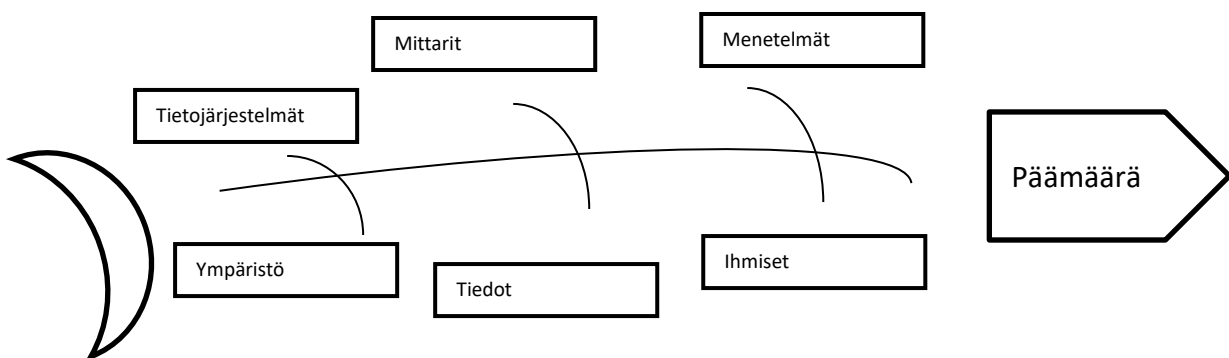 Mittarit
Menetelmät
Tietojärjestelmät
Päämäärä
Ympäristö
Tiedot
Ihmiset